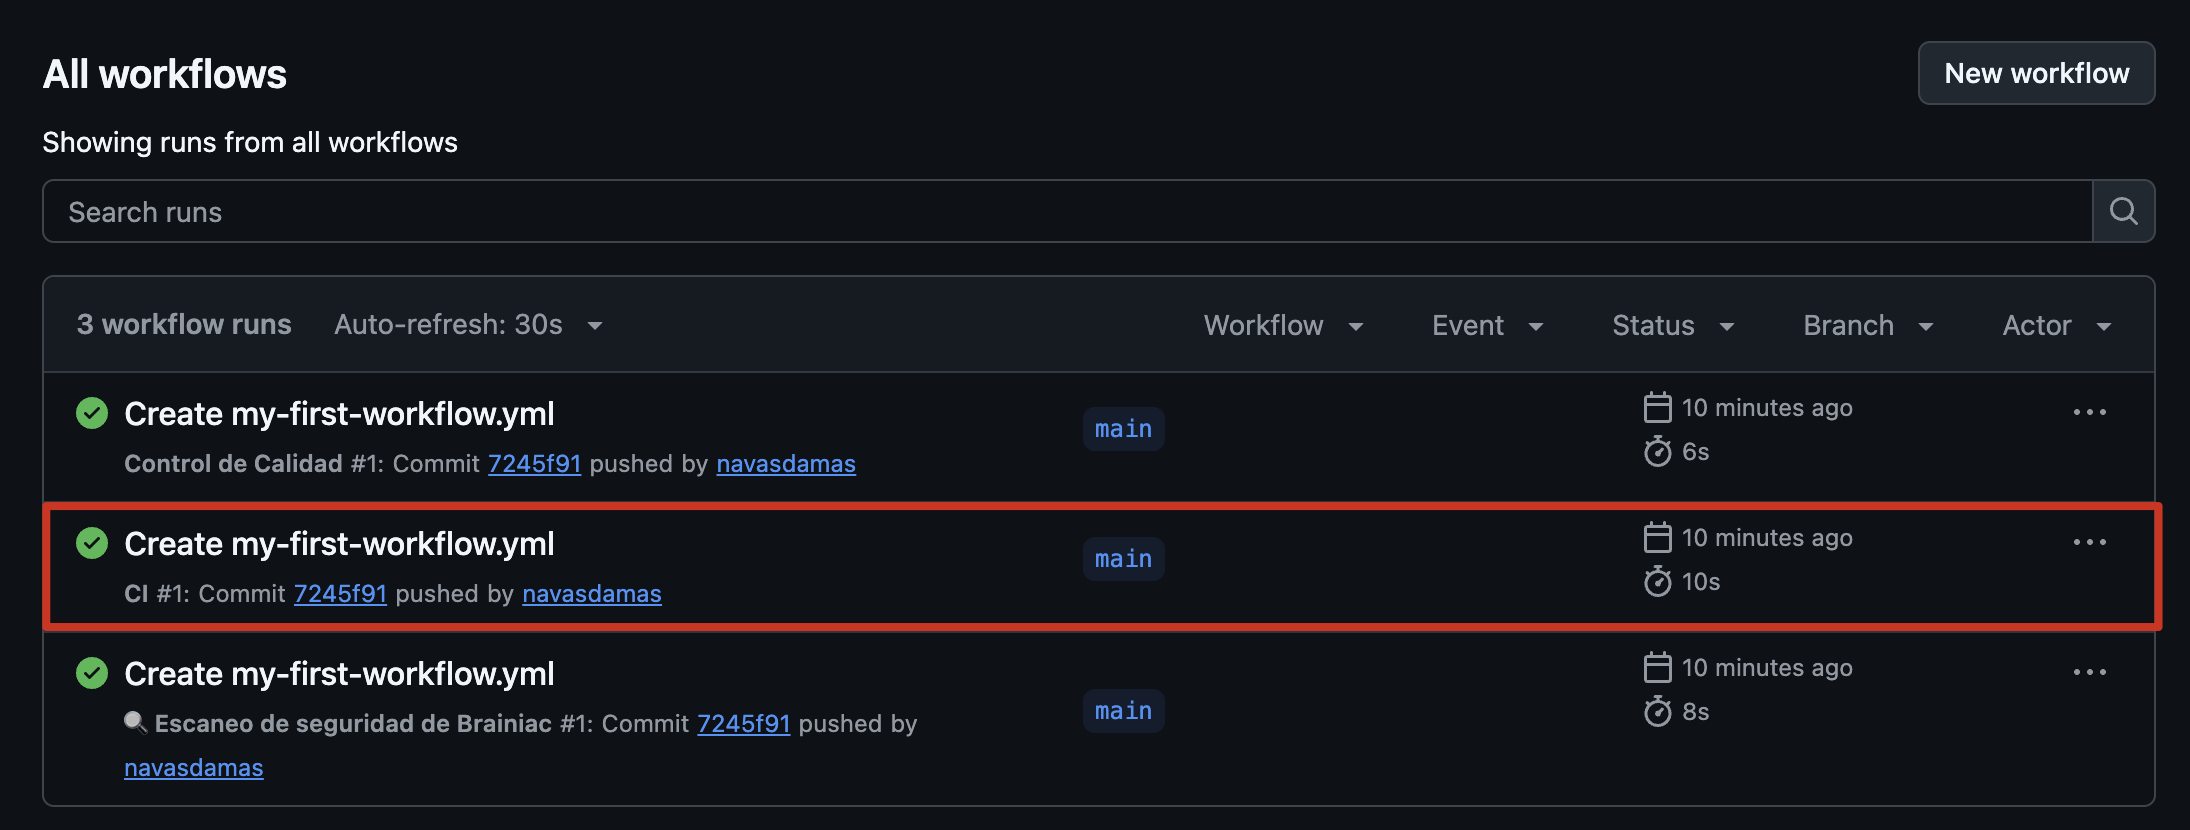 All workflows
New workflow
Showing runs from all workflows
Search runs
3 workflow runs Auto-refresh: 30s Workflow Event Status Branch Actor
Create my-first-workflow.yml
Control de Calidad #1: Commit 7245f91 pushed by navasdamas
main
10 minutes ago
6s
Create my-first-workflow.yml
CI #1: Commit 7245f91 pushed by navasdamas
main
10 minutes ago
10s
Create my-first-workflow.yml
🔍 Escaneo de seguridad de Brainiac #1: Commit 7245f91 pushed by
navasdamas
main
10 minutes ago
8s